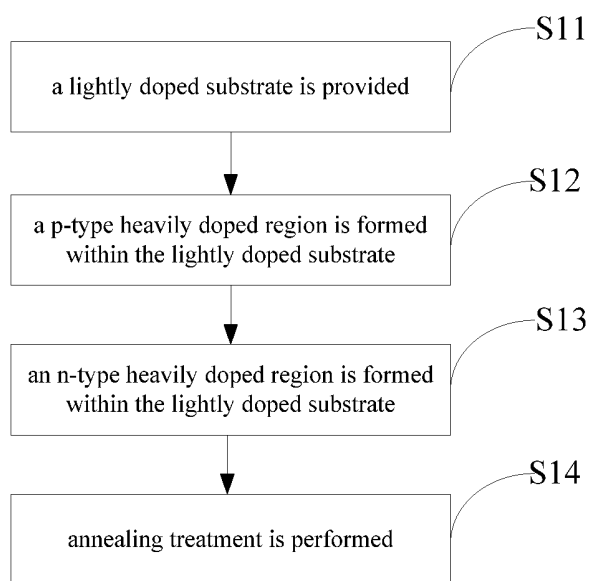 S11
a lightly doped substrate is provided
S12
a p-type heavily doped region is formed
within the lightly doped substrate
S13
an n-type heavily doped region is formed
within the lightly doped substrate
S14
annealing treatment is performed